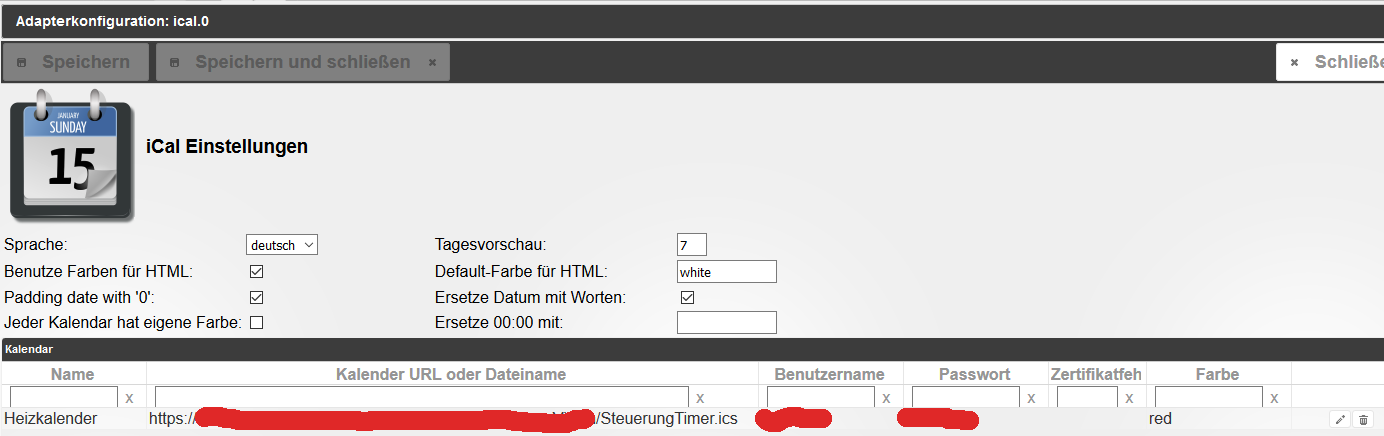 Adapterkonfiguration: ical.0
Speichern
Speichern und schließen
Schließe
JANUARY
SUNDAY
15
iCal Einstellungen
Sprache: deutsch Tagesvorschau: 7
Benutze Farben für HTML: Default-Farbe für HTML: white
Padding date with '0': Ersetze Datum mit Worten:
Jeder Kalendar hat eigene Farbe: Ersetze 00:00 mit:
Kalendar
Name Kalender URL oder Dateiname Benutzername Passwort Zertifikatfeh Farbe
x x x x x x
Heizkalender https:// /SteuerungTimer.ics red